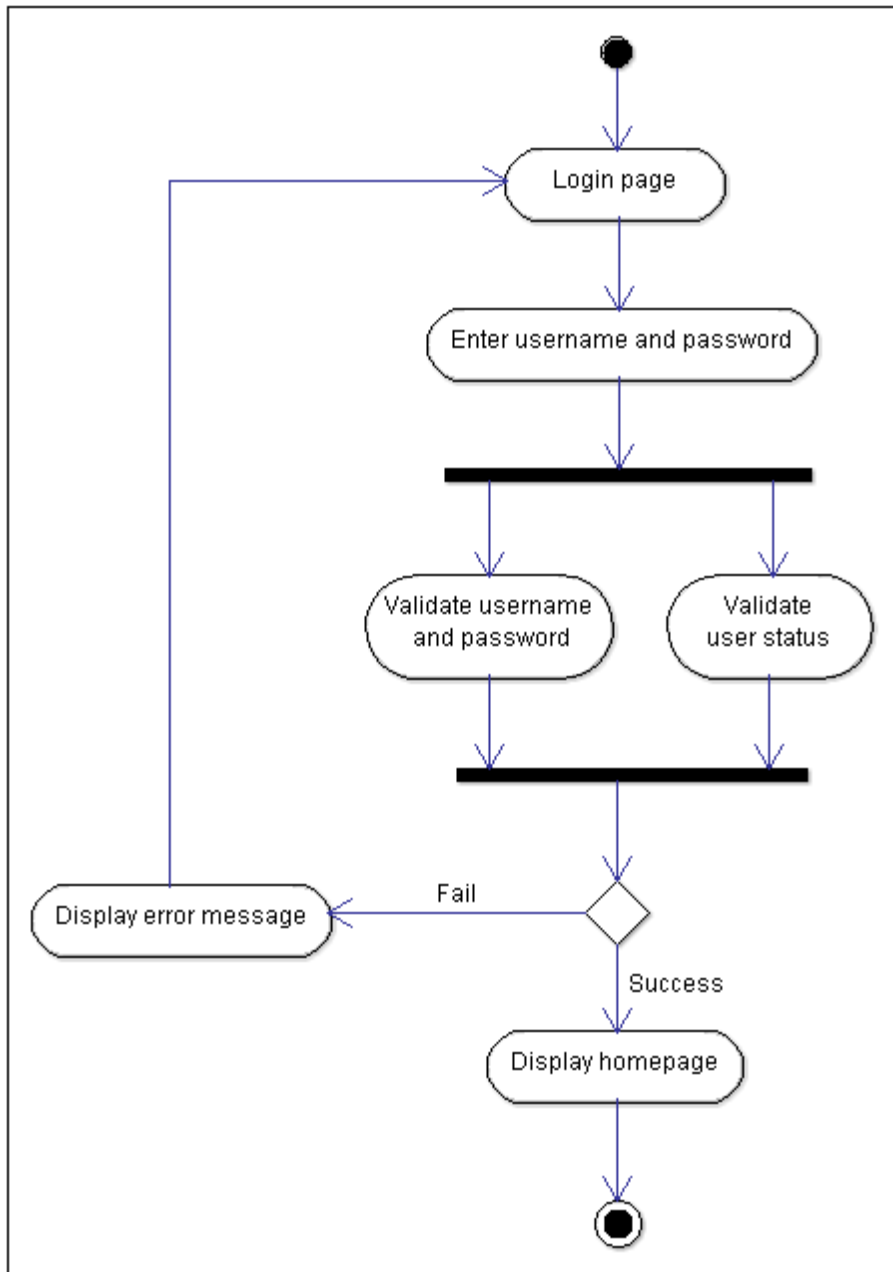 Login page
Enter username and password
Validate username
and password
Validate
user status
Fail
Display error message
Success
Display homepage